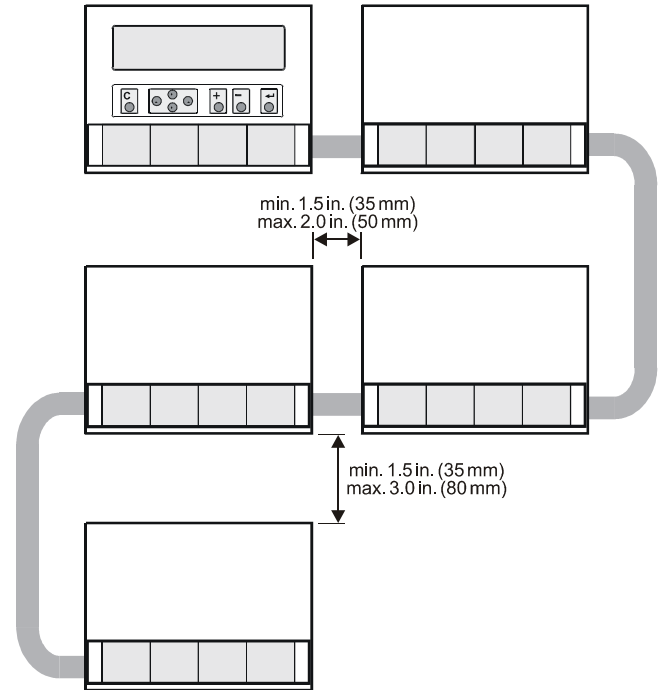 C + − ↵
min. 1.5 in. (35 mm)
max. 2.0 in. (50 mm)
min. 1.5 in. (35 mm)
max. 3.0 in. (80 mm)